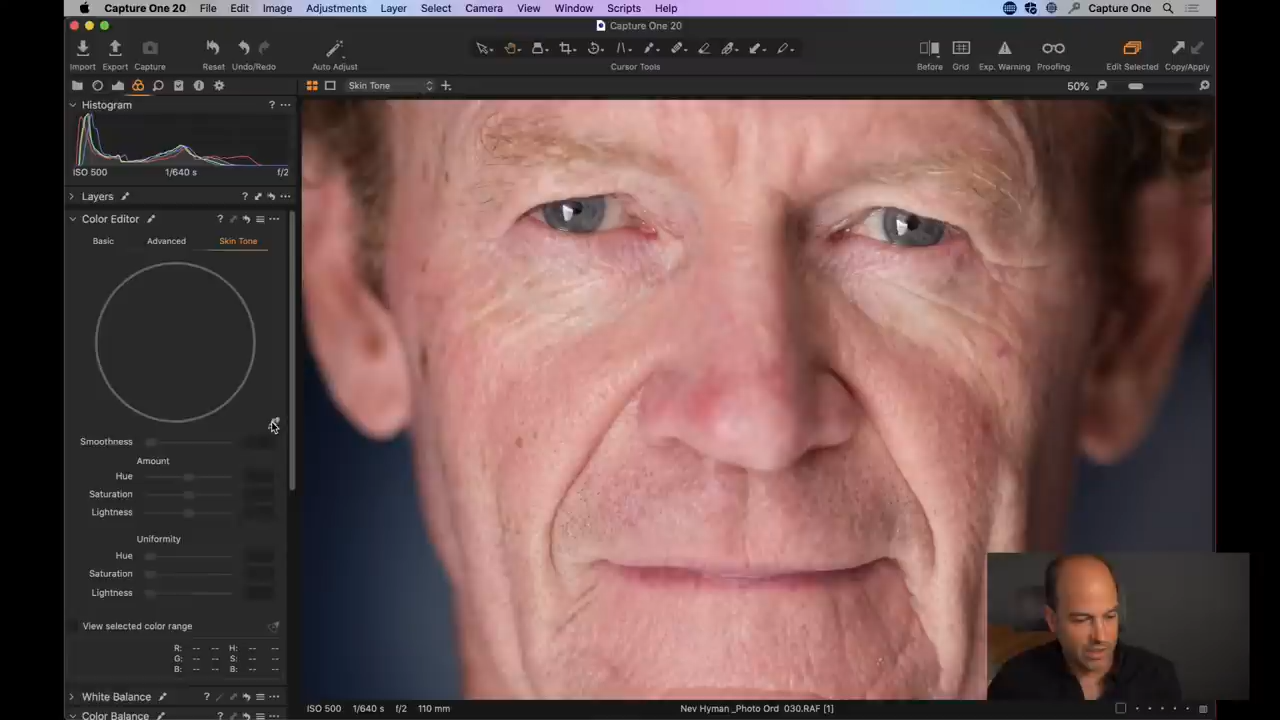 Capture One 20 File Edit Image Adjustments Layer Select Camera View Window Scripts Help Capture One
Capture One 20
Import Export Capture Reset Undo/Redo Auto Adjust Cursor Tools Before Grid Exp. Warning Proofing Edit Selected Copy/Apply
Skin Tone 50%
Histogram ?
ISO 500 1/640 s f/2
Layers ?
Color Editor ?
Basic Advanced Skin Tone
Smoothness
Amount
Hue
Saturation
Lightness
Uniformity
Hue
Saturation
Lightness
View selected color range
R: -- -- H: -- --
G: -- -- S: -- --
B: -- -- B: -- --
White Balance ?
Color Balance ?
ISO 500 1/640 s f/2 110 mm Nev Hyman _Photo Ord 030.RAF [1]